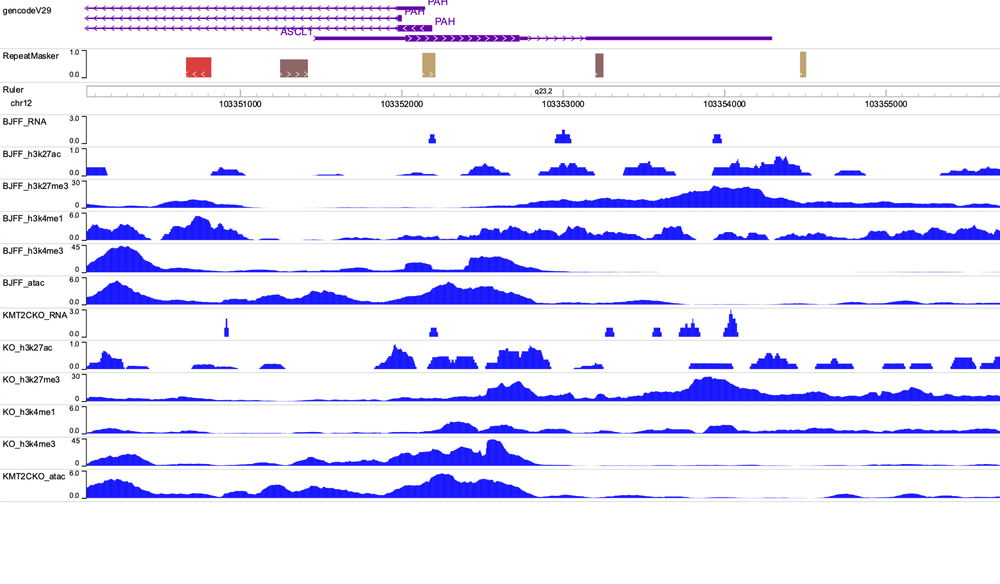 PAH
gencodeV29
PAH
PAH
ASCL1
RepeatMasker 1.0
0.0
Ruler q23.2
chr12 103351000 103352000 103353000 103354000 103355000
BJFF_RNA 3.0
0.0
BJFF_h3k27ac 1.0
0.0
BJFF_h3k27me3 30
0
BJFF_h3k4me1 6.0
0.0
BJFF_h3k4me3 45
0
BJFF_atac 6.0
0.0
KMT2CKO_RNA 3.0
0.0
KO_h3k27ac 1.0
0.0
KO_h3k27me3 30
0
KO_h3k4me1 6.0
0.0
KO_h3k4me3 45
0
KMT2CKO_atac 6.0
0.0